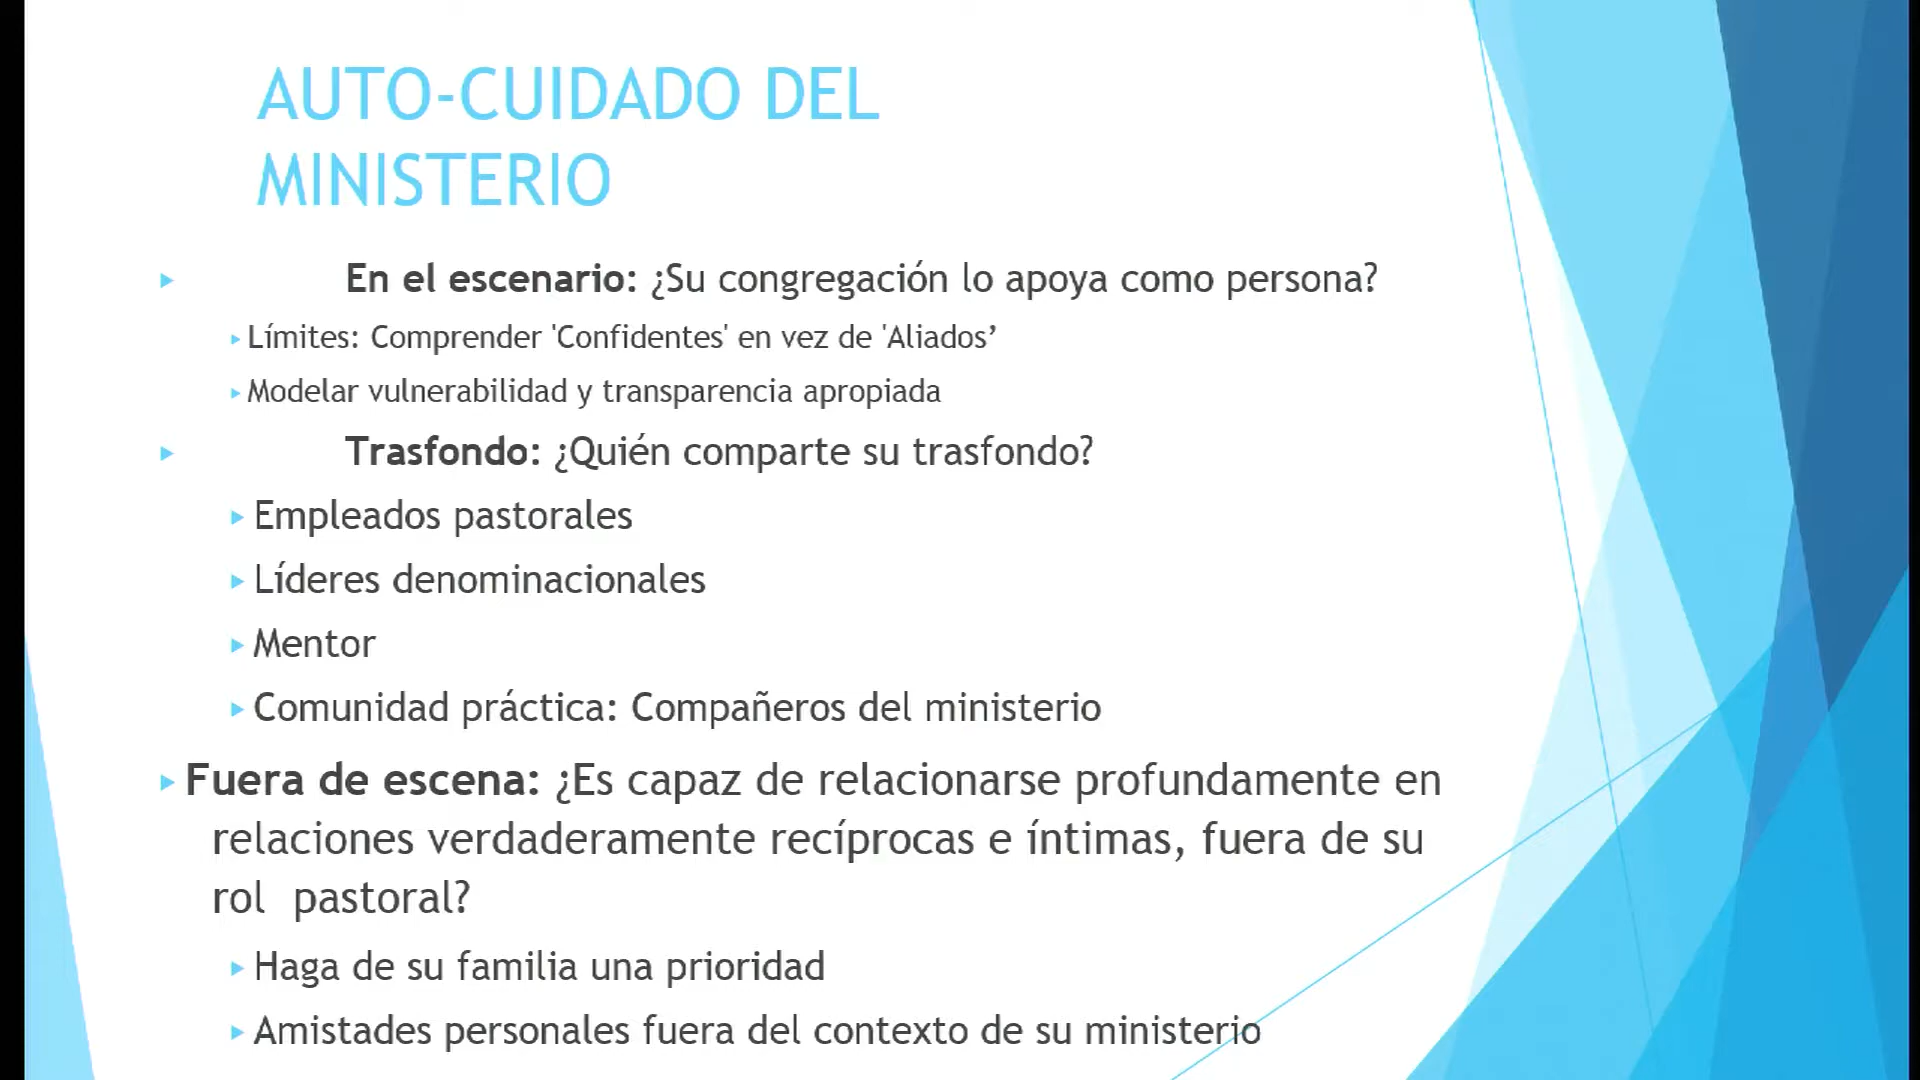 AUTO-CUIDADO DEL
MINISTERIO
En el escenario: ¿Su congregación lo apoya como persona?
Límites: Comprender 'Confidentes' en vez de 'Aliados’
Modelar vulnerabilidad y transparencia apropiada
Trasfondo: ¿Quién comparte su trasfondo?
Empleados pastorales
Líderes denominacionales
Mentor
Comunidad práctica: Compañeros del ministerio
Fuera de escena: ¿Es capaz de relacionarse profundamente en
relaciones verdaderamente recíprocas e íntimas, fuera de su
rol  pastoral?
Haga de su familia una prioridad
Amistades personales fuera del contexto de su ministerio